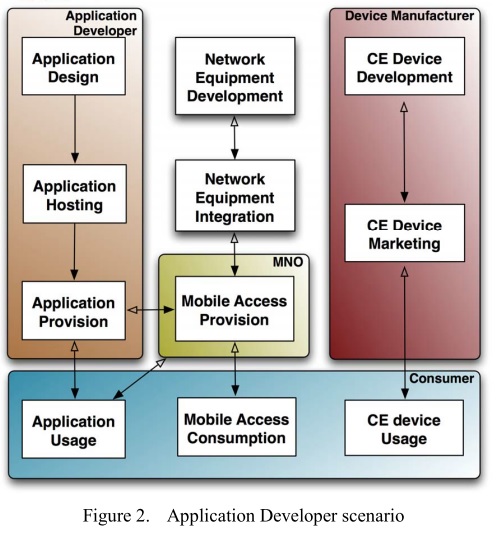 Application
Developer
Application
Design
Application
Hosting
Application
Provision
Network
Equipment
Development
Network
Equipment
Integration
MNO
Mobile Access
Provision
Device Manufacturer
CE Device
Development
CE Device
Marketing
Consumer
Application
Usage
Mobile Access
Consumption
CE device
Usage
Figure 2. Application Developer scenario